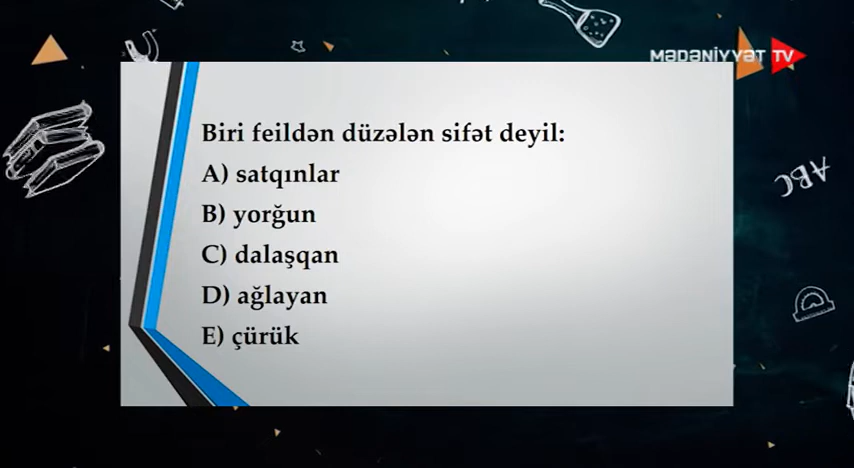 MƏDƏNİYYƏT TV
Biri feildən düzələn sifət deyil:
A) satqınlar
B) yorğun
C) dalaşqan
D) ağlayan
E) çürük
ABC